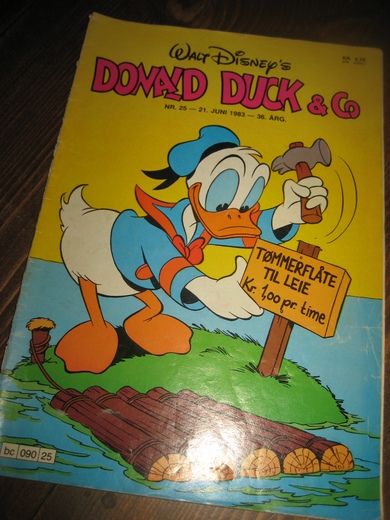 WALT DISNEY'S
DONALD DUCK & Co
NR. 25 — 21. JUNI 1983 — 36. ÅRG.
TØMMERFLÅTE
TIL LEIE
Kr. 1,00,pr. time
bc 090 25